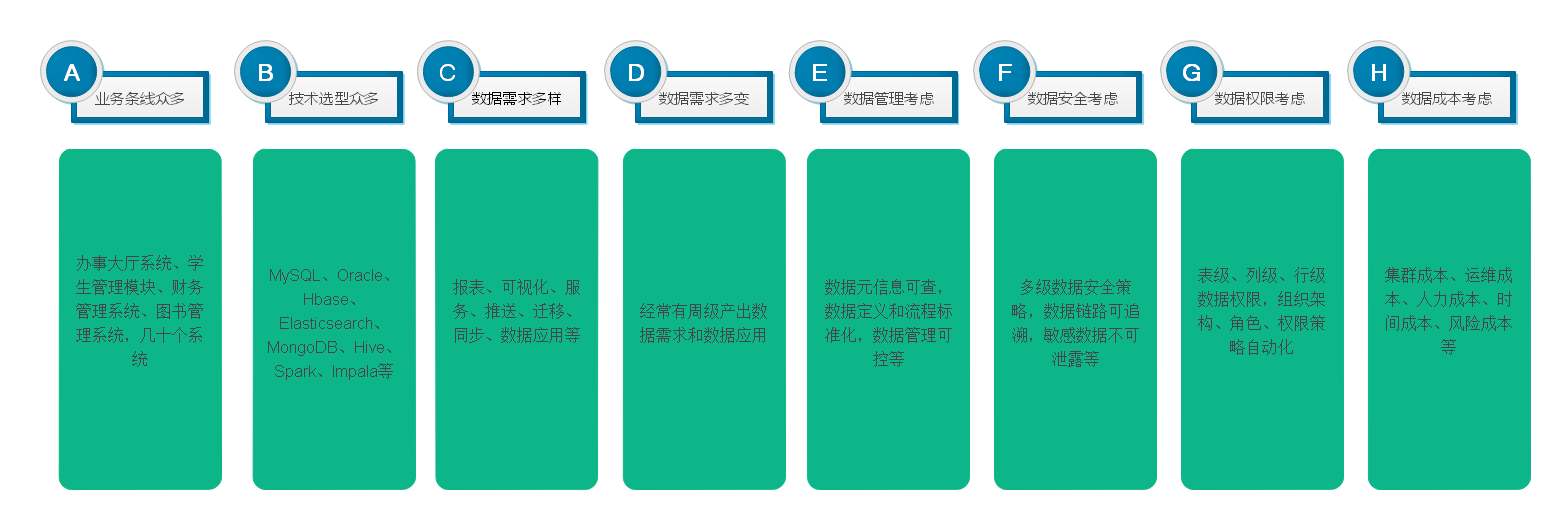 A
业务条线众多
办事大厅系统、学
生管理模块、财务
管理系统、图书管
理系统，几十个系
统
B
技术选型众多
MySQL、Oracle、
Hbase、
Elasticsearch、
MongoDB、Hive、
Spark、Impala等
C
数据需求多样
报表、可视化、服
务、推送、迁移、
同步、数据应用等
D
数据需求多变
经常有周级产出数
据需求和数据应用
E
数据管理考虑
数据元信息可查，
数据定义和流程标
准化，数据管理可
控等
F
数据安全考虑
多级数据安全策
略，数据链路可追
溯，敏感数据不可
泄露等
G
数据权限考虑
表级、列级、行级
数据权限，组织架
构、角色、权限策
略自动化
H
数据成本考虑
集群成本、运维成
本、人力成本、时
间成本、风险成本
等